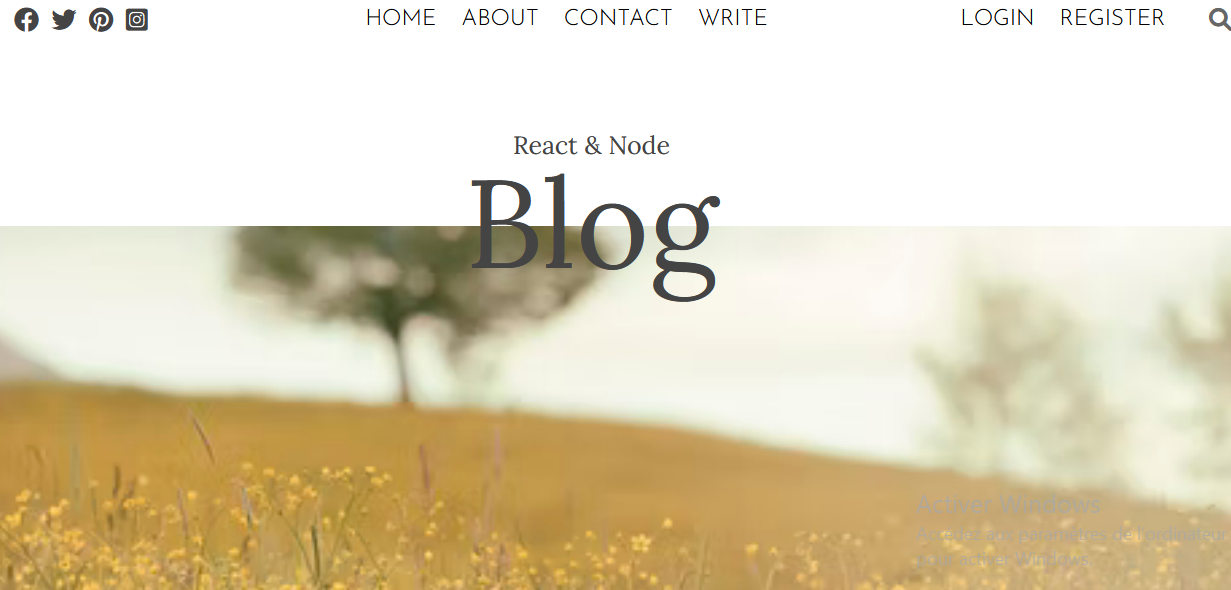 HOME ABOUT CONTACT WRITE LOGIN REGISTER
React & Node
Blog
Activer Windows
Accédez aux paramètres de l'ordinateur
pour activer Windows.